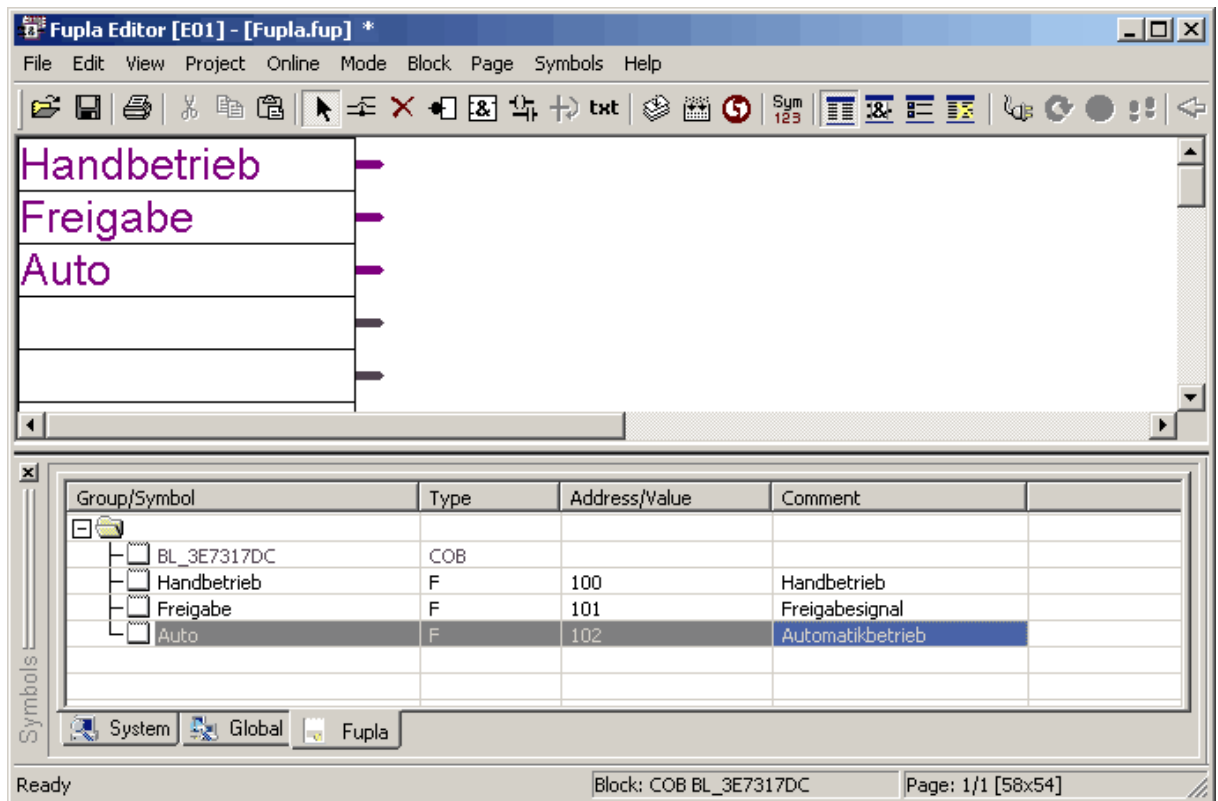 Fupla Editor [E01] - [Fupla.fup] *
File Edit View Project Online Mode Block Page Symbols Help
txt Sym 123
Handbetrieb
Freigabe
Auto
Group/Symbol Type Address/Value Comment
BL_3E7317DC COB
Handbetrieb F 100 Handbetrieb
Freigabe F 101 Freigabesignal
Auto F 102 Automatikbetrieb
Symbols
System Global Fupla
Ready Block: COB BL_3E7317DC Page: 1/1 [58x54]